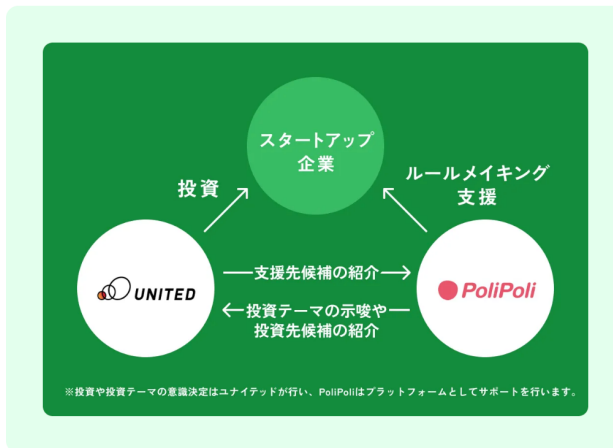 スタートアップ
企業
投資
ルールメイキング
支援
UNITED
支援先候補の紹介
PoliPoli
投資テーマの示唆や
投資先候補の紹介
※投資や投資テーマの意識決定はユナイテッドが行い、PoliPoliはプラットフォームとしてサポートを行います。